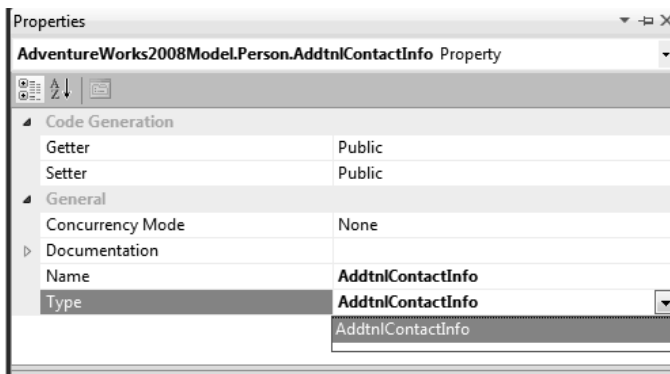 Properties
AdventureWorks2008Model.Person.AddtnlContactInfo Property
Code Generation
Getter Public
Setter Public
General
Concurrency Mode None
Documentation
Name AddtnlContactInfo
Type AddtnlContactInfo
AddtnlContactInfo